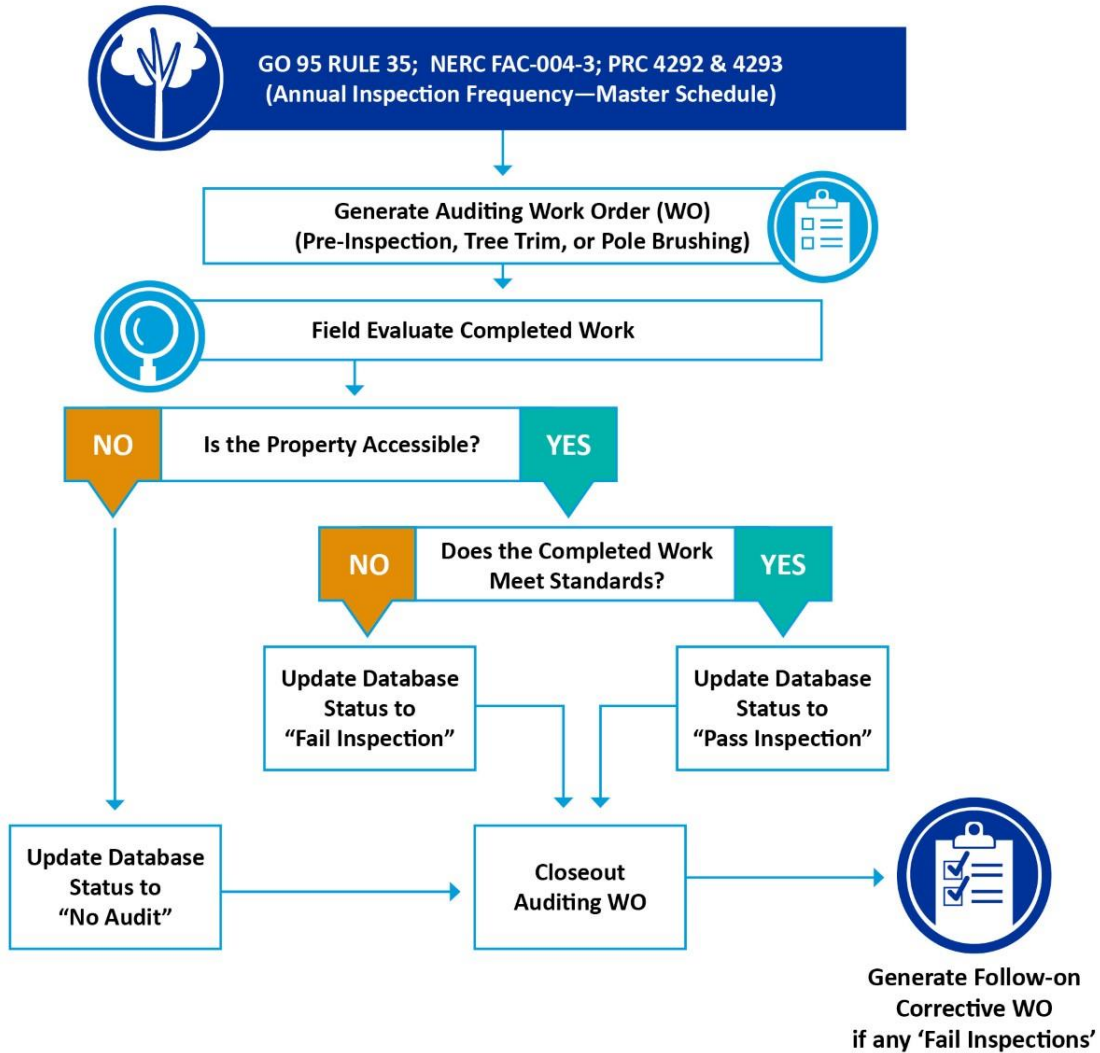 GO 95 RULE 35; NERC FAC-004-3; PRC 4292 & 4293
(Annual Inspection Frequency—Master Schedule)
Generate Auditing Work Order (WO)
(Pre-Inspection, Tree Trim, or Pole Brushing)
Field Evaluate Completed Work
NO
Is the Property Accessible?
YES
NO
Does the Completed Work
Meet Standards?
YES
Update Database
Status to
“Fail Inspection”
Update Database
Status to
“Pass Inspection”
Update Database
Status to
“No Audit”
Closeout
Auditing WO
Generate Follow-on
Corrective WO
if any ‘Fail Inspections’